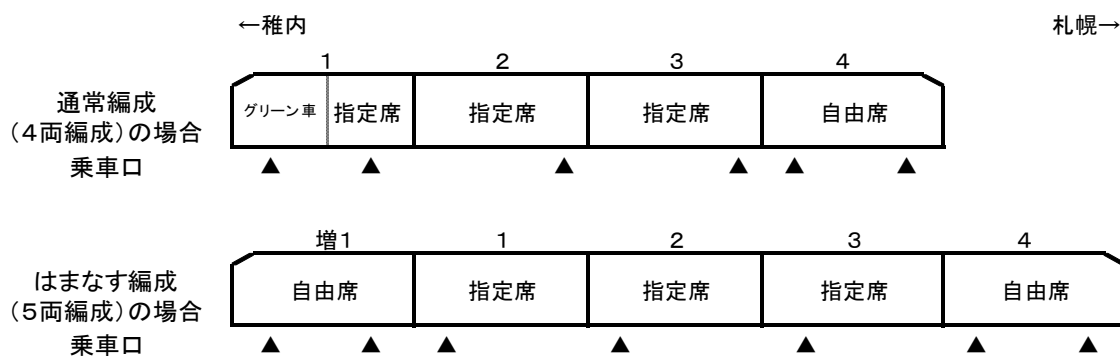 ←稚内 札幌→
1 2 3 4
通常編成
(4両編成)の場合
グリーン車 指定席 指定席 指定席 自由席
乗車口 ▲ ▲ ▲ ▲ ▲ ▲
増1 1 2 3 4
はまなす編成
(5両編成)の場合
自由席 指定席 指定席 指定席 自由席
乗車口 ▲ ▲ ▲ ▲ ▲ ▲ ▲